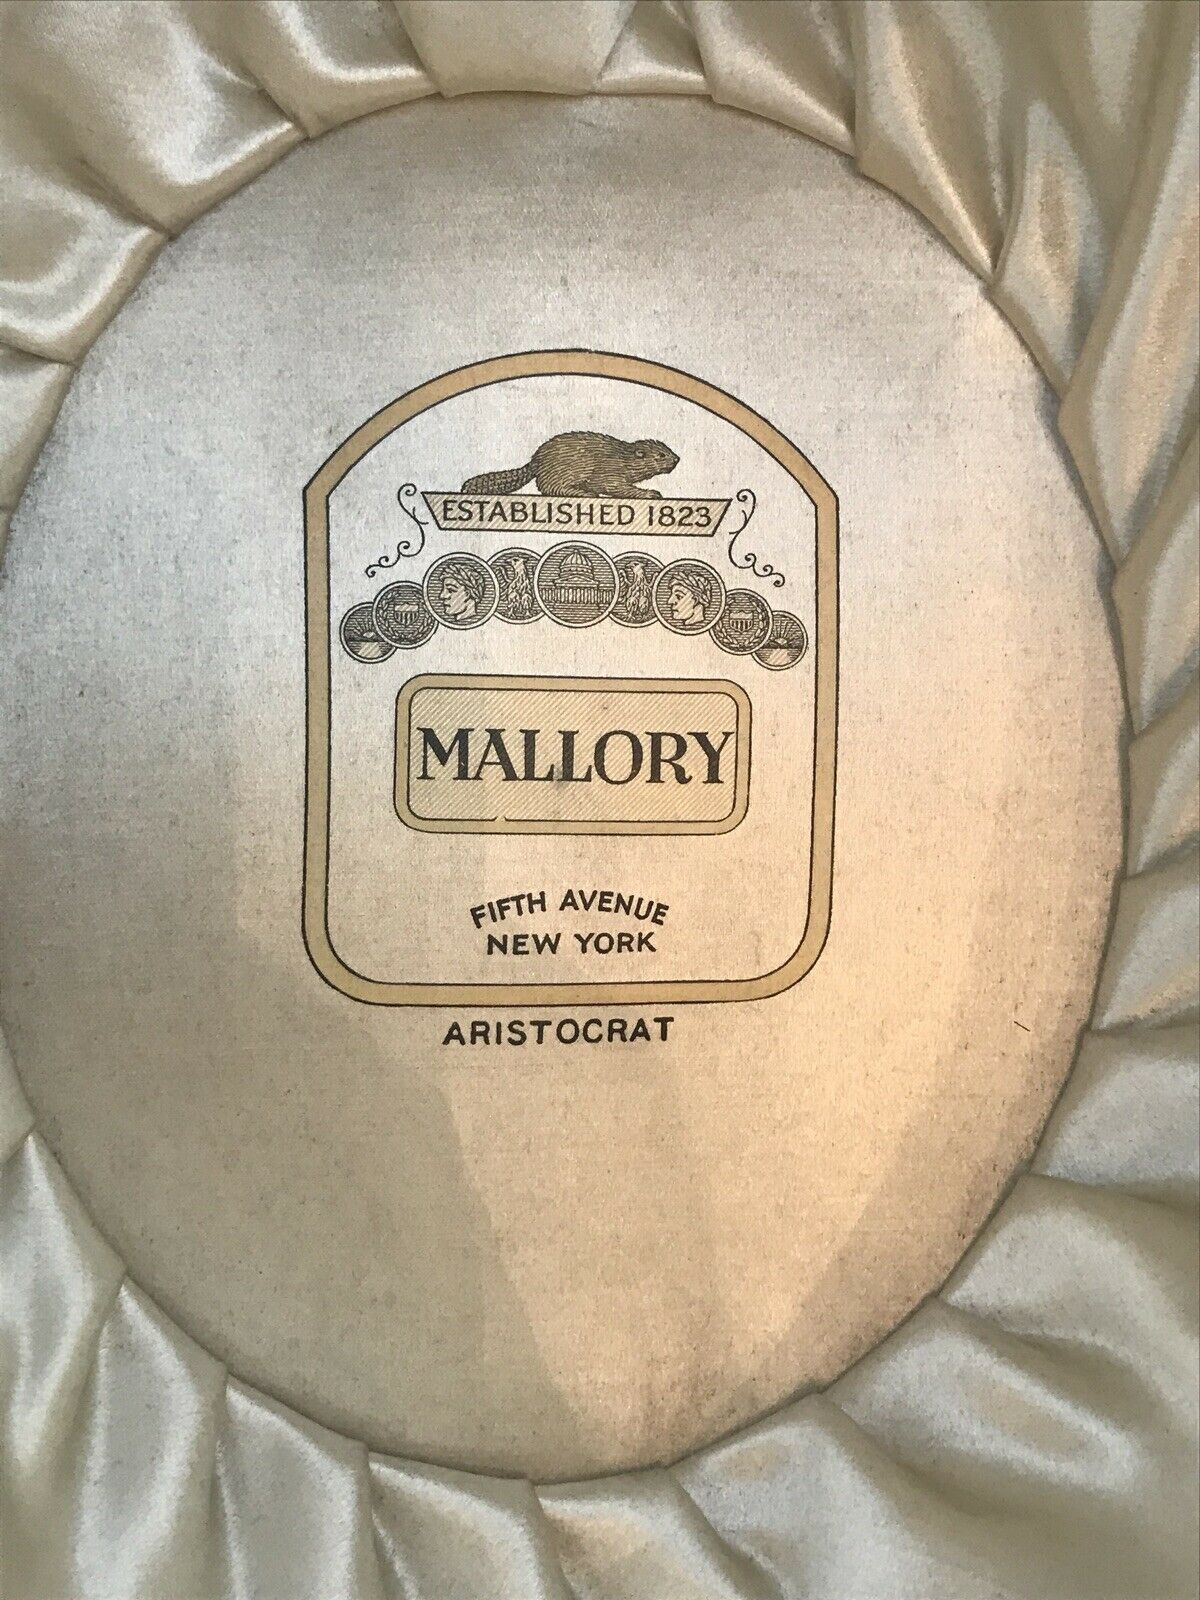 ESTABLISHED 1823
MALLORY
FIFTH AVENUE
NEW YORK
ARISTOCRAT